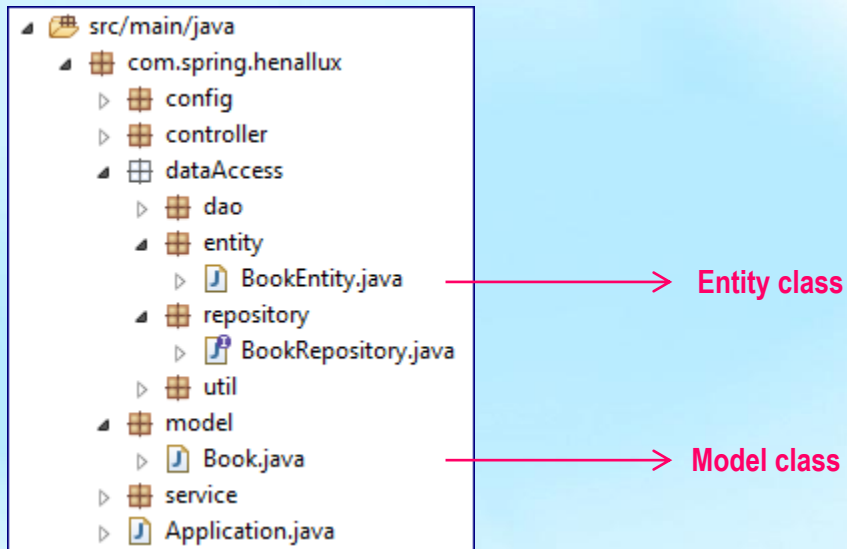 src/main/java
com.spring.henallux
config
controller
dataAccess
dao
entity
BookEntity.java
Entity class
repository
BookRepository.java
util
model
Book.java
Model class
service
Application.java